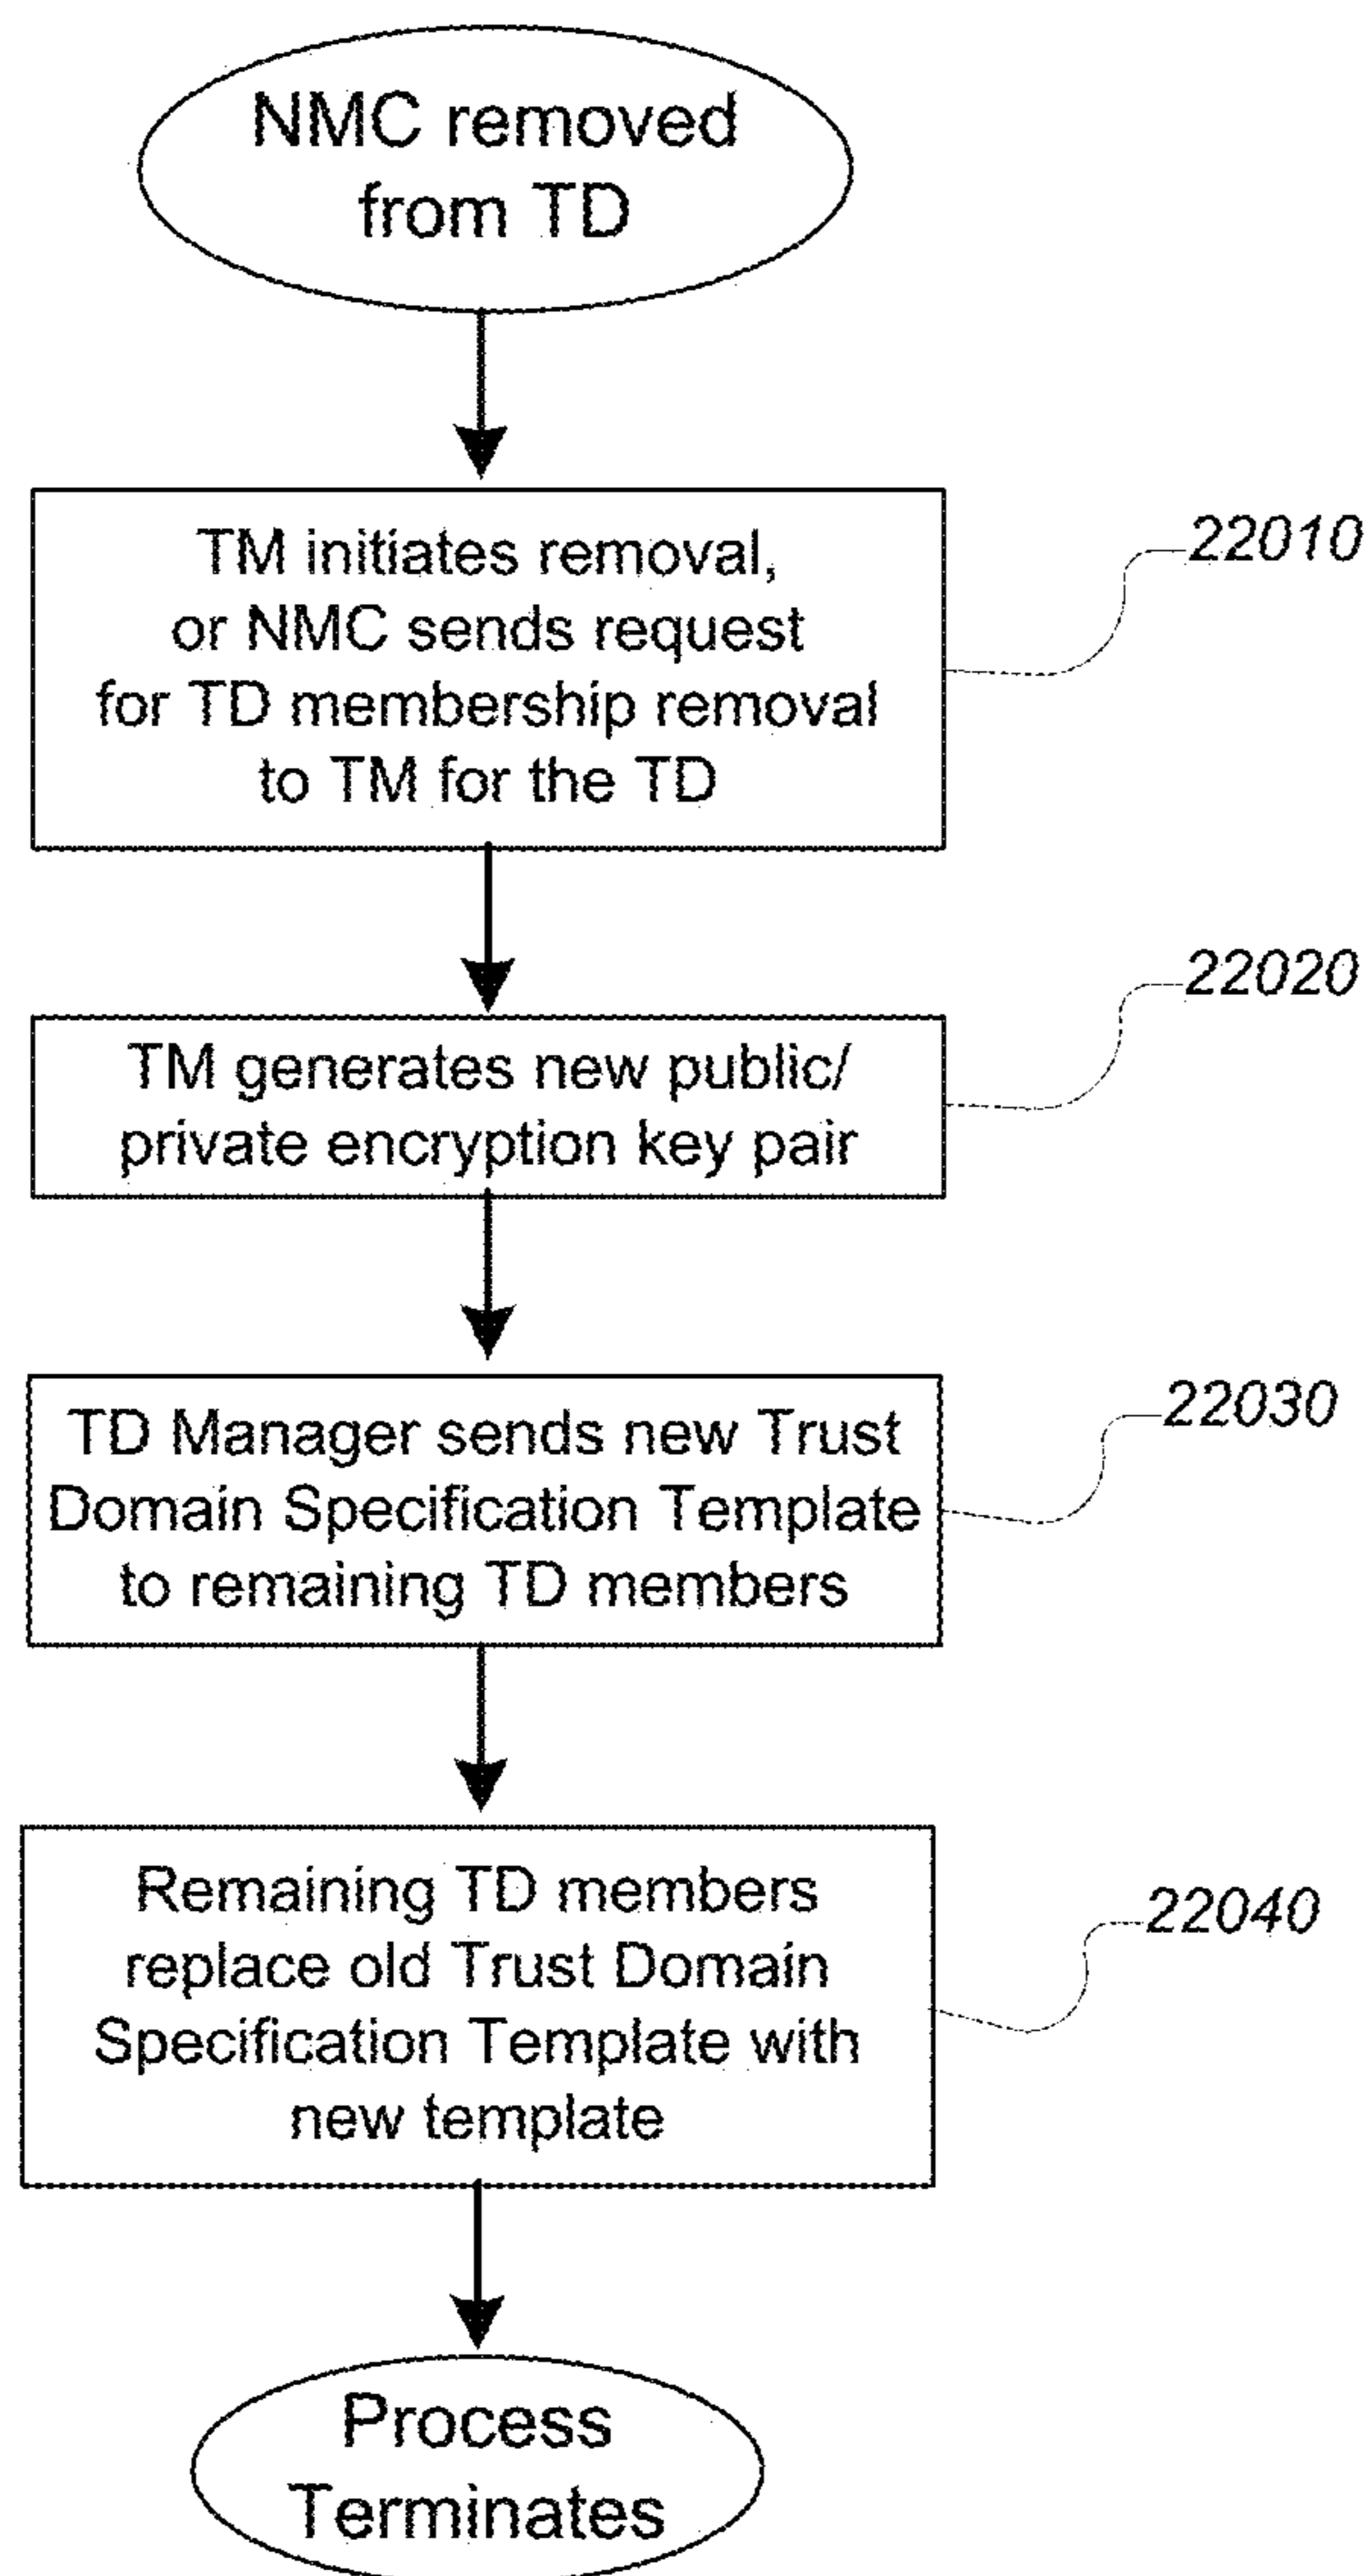 NMC removed
from TD
TM initiates removal,
or NMC sends request
for TD membership removal
to TM for the TD
22010
TM generates new public/
private encryption key pair
22020
TD Manager sends new Trust
Domain Specification Template
to remaining TD members
22030
Remaining TD members
replace old Trust Domain
Specification Template with
new template
22040
Process
Terminates